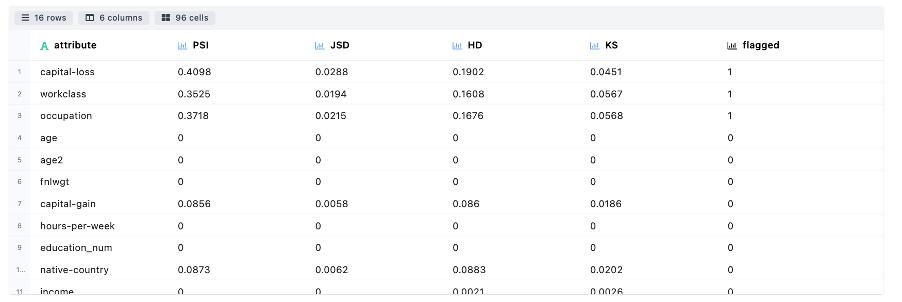 16 rows 6 columns 96 cells
attribute PSI JSD HD KS flagged
1 capital-loss 0.4098 0.0288 0.1902 0.0451 1
2 workclass 0.3525 0.0194 0.1608 0.0567 1
3 occupation 0.3718 0.0215 0.1676 0.0568 1
4 age 0 0 0 0 0
5 age2 0 0 0 0 0
6 fnlwgt 0 0 0 0 0
7 capital-gain 0.0856 0.0058 0.086 0.0186 0
8 hours-per-week 0 0 0 0 0
9 education_num 0 0 0 0 0
1... native-country 0.0873 0.0062 0.0883 0.0202 0
11 income 0 0 0.0021 0.0026 0